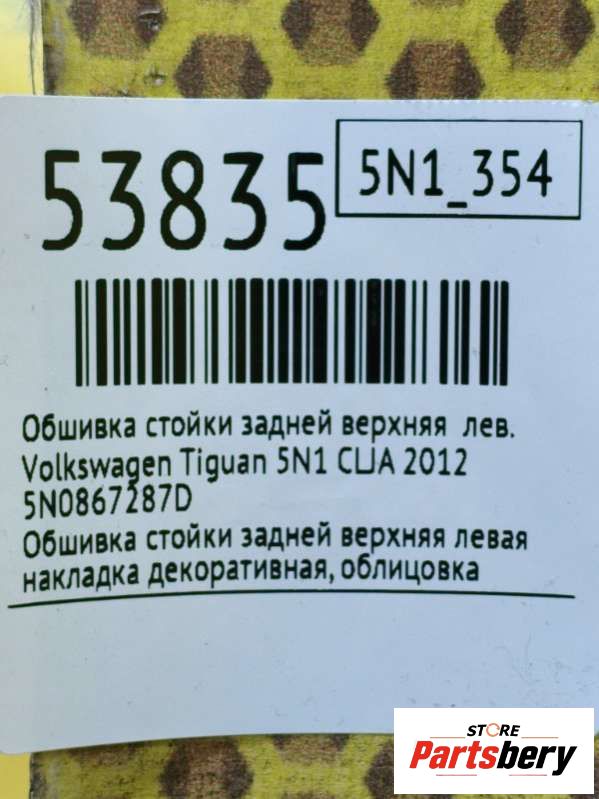 53835
5N1_354
Обшивка стойки задней верхняя лев.
Volkswagen Tiguan 5N1 США 2012
5N0867287D
Обшивка стойки задней верхняя левая
накладка декоративная, облицовка
STORE
Partsbery